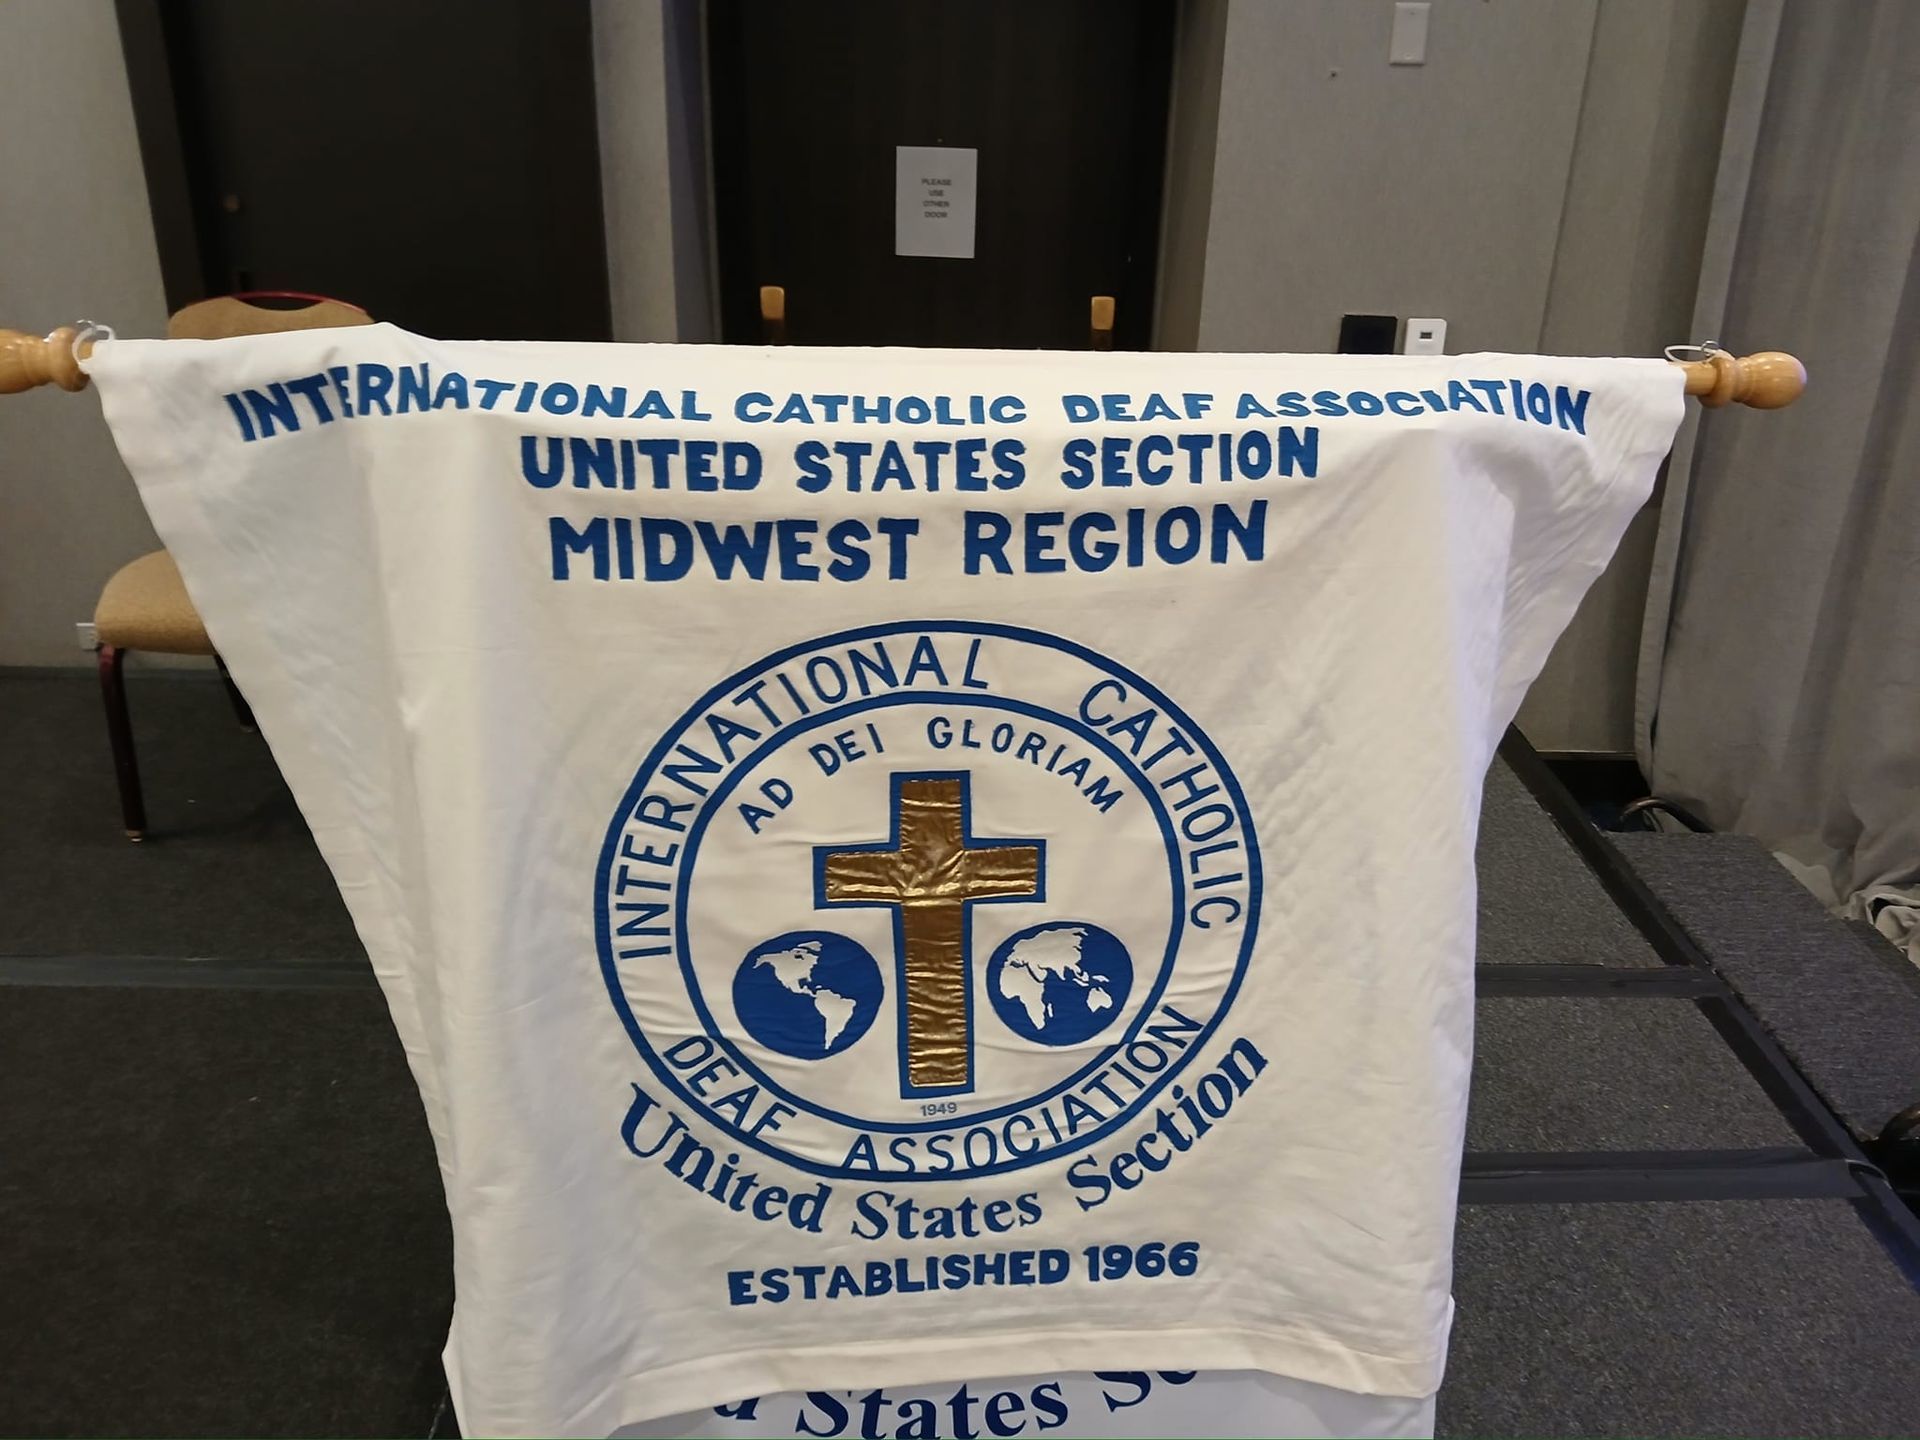 PLEASE
USE
OTHER
DOOR
INTERNATIONAL CATHOLIC DEAF ASSOCIATION
UNITED STATES SECTION
MIDWEST REGION
INTERNATIONAL CATHOLIC
AD DEI GLORIAM
1949
DEAF ASSOCIATION
United States Section
ESTABLISHED 1966
States